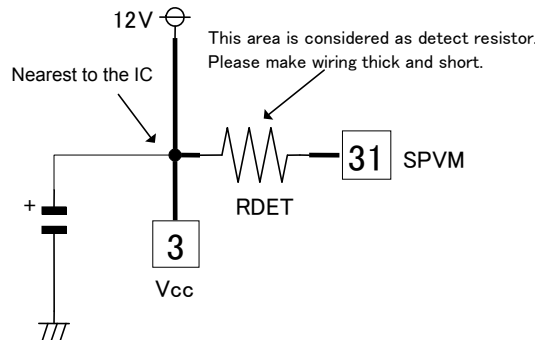 12V
This area is considered as detect resistor.
Please make wiring thick and short.
Nearest to the IC
31 SPVM
RDET
+
3
Vcc